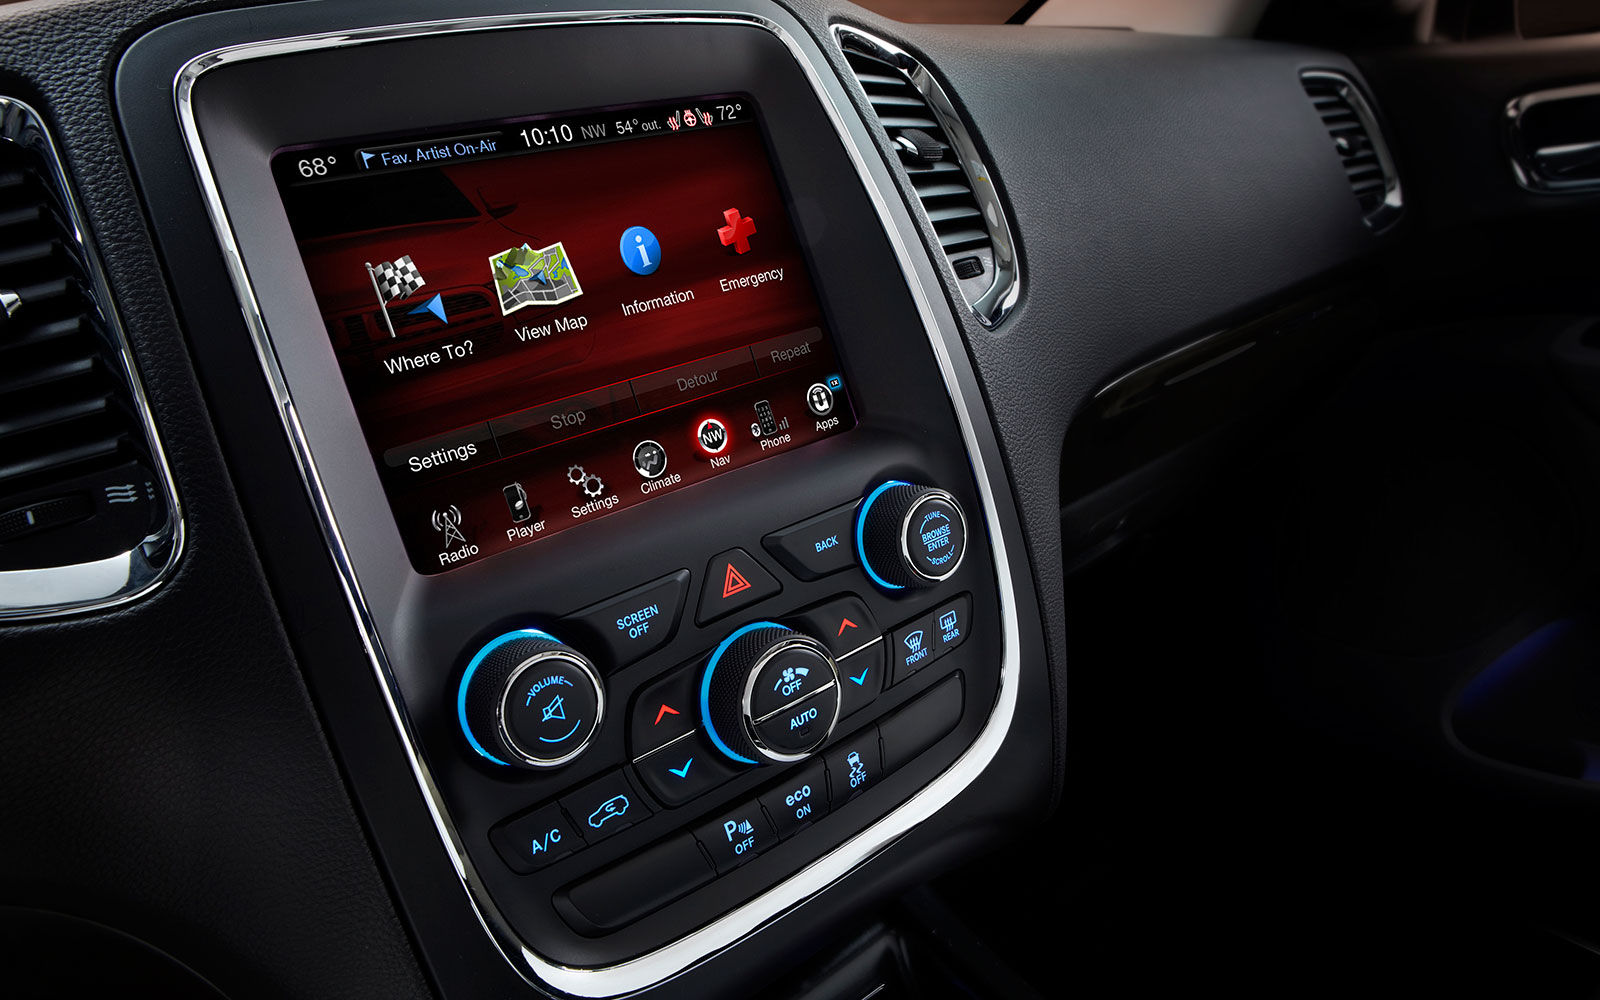 68° Fav. Artist On-Air 10:10 NW 54° out. 72°
Where To?
View Map
Information
Emergency
Settings Stop Detour Repeat
Radio
Player
Settings
Climate
NW
Nav
Phone
1X
Apps
SCREEN
OFF
BACK
TUNE
BROWSE
ENTER
SCROLL
VOLUME
OFF
AUTO
FRONT
REAR
A/C
P
OFF
eco
ON
OFF